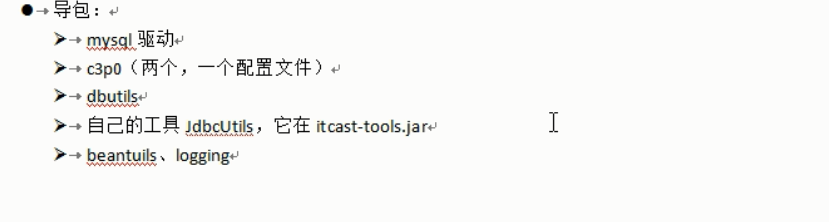 导包：
mysql 驱动
c3p0（两个，一个配置文件）
dbutils
自己的工具 JdbcUtils，它在 itcast-tools.jar
beantuils、logging